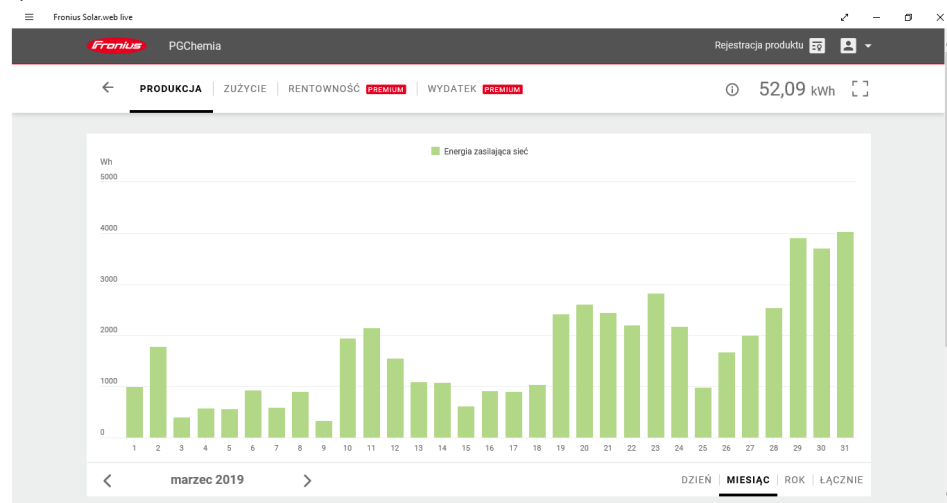 Fronius Solar.web live
Fronius PGChemia Rejestracja produktu
PRODUKCJA ZUŻYCIE RENTOWNOŚĆ PREMIUM WYDATEK PREMIUM 52,09 kWh
Energia zasilająca sieć
Wh
5000
4000
3000
2000
1000
0
1 2 3 4 5 6 7 8 9 10 11 12 13 14 15 16 17 18 19 20 21 22 23 24 25 26 27 28 29 30 31
marzec 2019 DZIEŃ MIESIĄC ROK ŁĄCZNIE